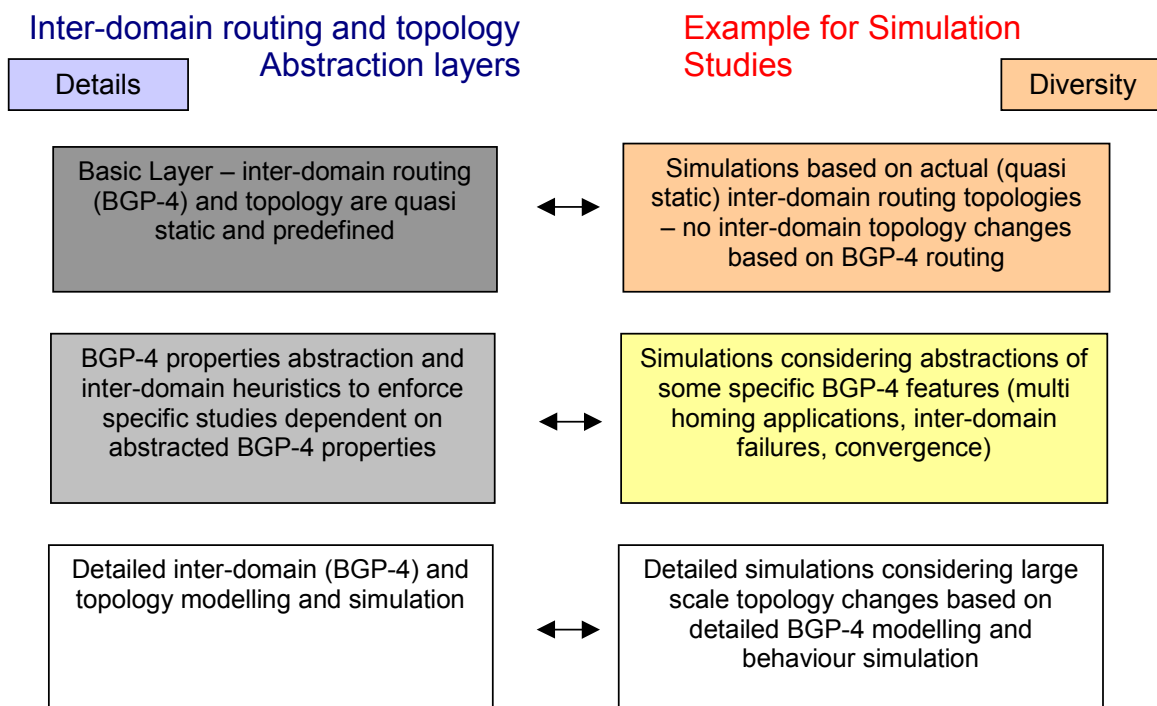 Inter-domain routing and topology
Abstraction layers
Example for Simulation
Studies
Details
Diversity
Basic Layer – inter-domain routing
(BGP-4) and topology are quasi
static and predefined
Simulations based on actual (quasi
static) inter-domain routing topologies
– no inter-domain topology changes
based on BGP-4 routing
BGP-4 properties abstraction and
inter-domain heuristics to enforce
specific studies dependent on
abstracted BGP-4 properties
Simulations considering abstractions of
some specific BGP-4 features (multi
homing applications, inter-domain
failures, convergence)
Detailed inter-domain (BGP-4) and
topology modelling and simulation
Detailed simulations considering large
scale topology changes based on
detailed BGP-4 modelling and
behaviour simulation